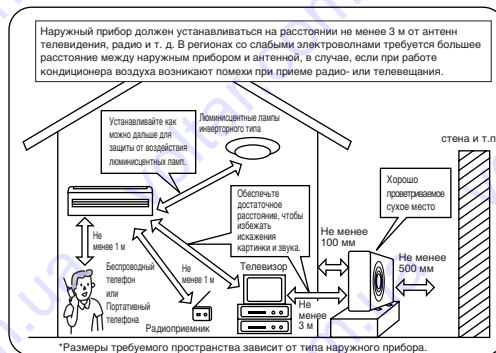 Наружный прибор должен устанавливаться на расстоянии не менее 3 м от антенн
телевидения, радио и т. д. В регионах со слабыми электроволнами требуется большее
расстояние между наружным прибором и антенной, в случае, если при работе
кондиционера воздуха возникают помехи при приеме радио- или телевещания.
Устанавливайте как
можно дальше для
защиты от воздействия
люминисцентных ламп.
Люминисцентные лампы
инверторного типа
стена и т.п
Обеспечьте
достаточное
расстояние, чтобы
избежать
искажения
картинки и звука.
Хорошо
проветриваемое
сухое место
Не
менее 1 м
Не менее
100 мм
Не менее
500 мм
Беспроводный
телефон
или
Портативный
телефона
Не
менее 1 м
Телевизор
Не
менее
3 м
Радиоприемник
*Размеры требуемого пространства зависит от типа наружного прибора.